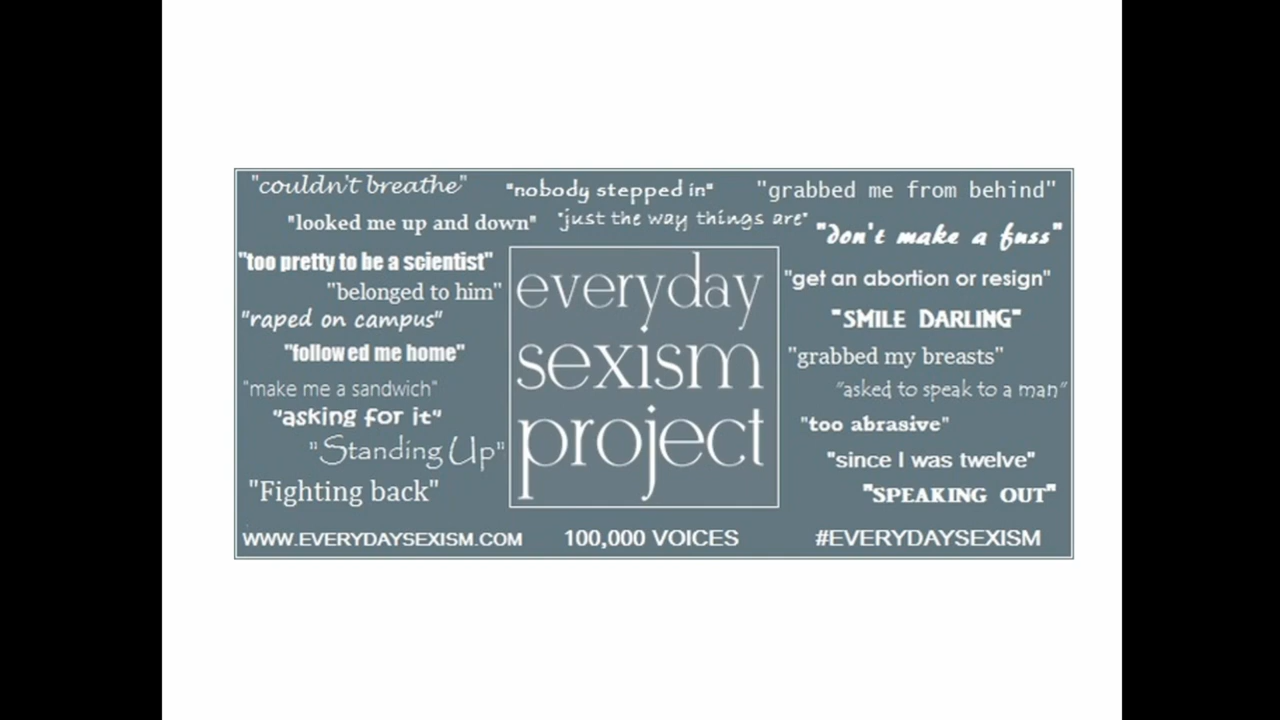 "couldn't breathe"
"nobody stepped in"
"grabbed me from behind"
"looked me up and down"
"just the way things are"
"don't make a fuss"
"too pretty to be a scientist"
"belonged to him"
"raped on campus"
"followed me home"
"make me a sandwich"
"asking for it"
"Standing Up"
"Fighting back"
everyday
sexism
project
"get an abortion or resign"
"SMILE DARLING"
"grabbed my breasts"
"asked to speak to a man"
"too abrasive"
"since I was twelve"
"SPEAKING OUT"
WWW.EVERYDAYSEXISM.COM
100,000 VOICES
#EVERYDAYSEXISM